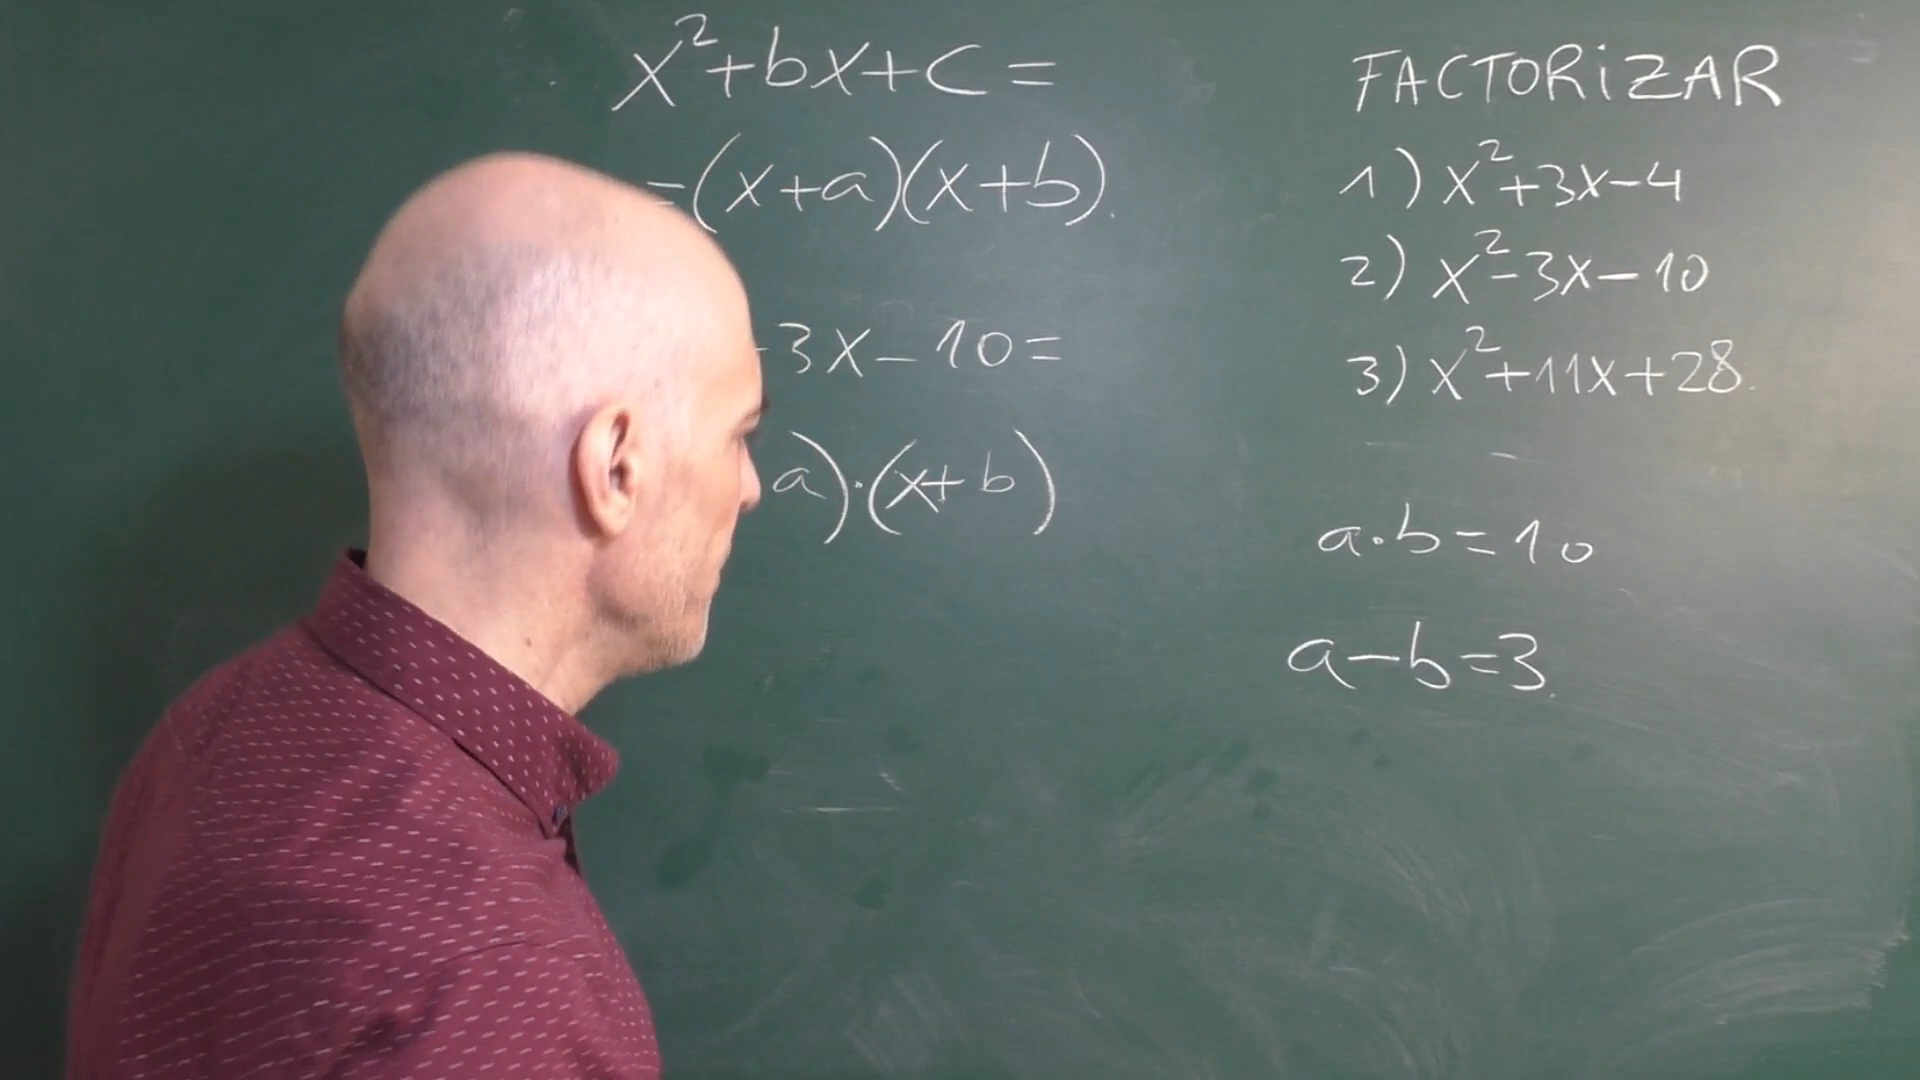 x²+bx+c=
=(x+a)(x+b).
-3x-10=
a)·(x+b)
FACTORIZAR
1) x²+3x-4
2) x²-3x-10
3) x²+11x+28.
a·b=10
a-b=3.